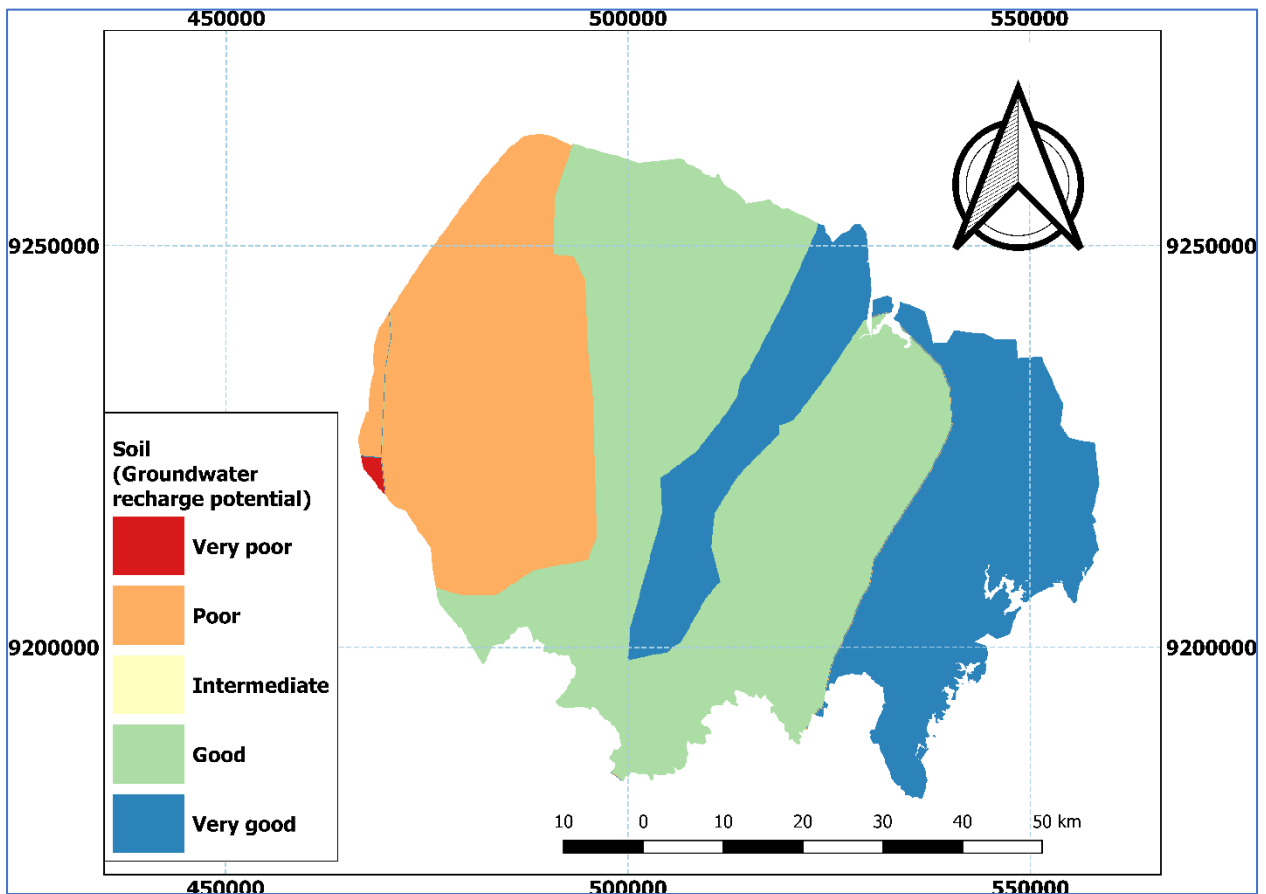 450000 500000 550000
9250000 9250000
Soil
(Groundwater
recharge potential)
Very poor
Poor
Intermediate
Good
Very good
9200000 9200000
10 0 10 20 30 40 50 km
450000 500000 550000